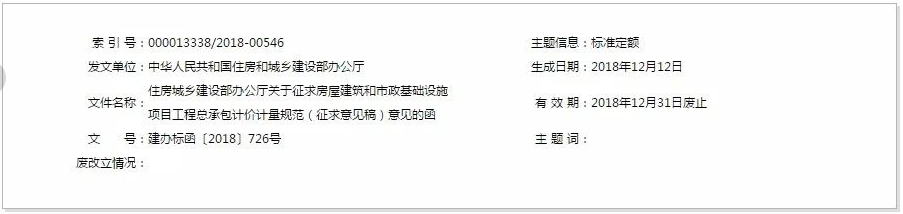 索 引 号：000013338/2018-00546 主题信息：标准定额
发文单位：中华人民共和国住房和城乡建设部办公厅 生成日期：2018年12月12日
文件名称：住房城乡建设部办公厅关于征求房屋建筑和市政基础设施
项目工程总承包计价计量规范（征求意见稿）意见的函 有 效 期：2018年12月31日废止
文 号：建办标函〔2018〕726号 主 题 词：
废改立情况：